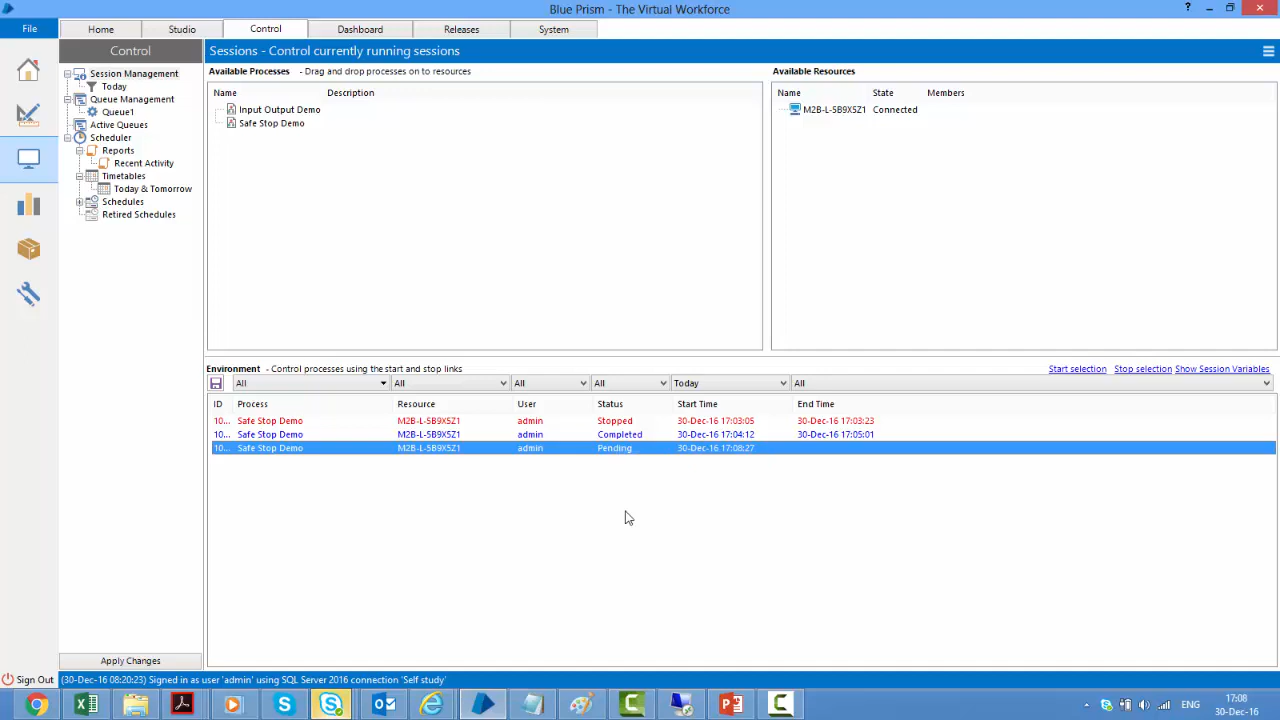 Blue Prism - The Virtual Workforce
?
File
Home
Studio
Control
Dashboard
Releases
System
Control
Session Management
Today
Queue Management
Queue1
Active Queues
Scheduler
Reports
Recent Activity
Timetables
Today & Tomorrow
Schedules
Retired Schedules
Apply Changes
Sessions - Control currently running sessions
Available Processes - Drag and drop processes on to resources
Name Description
Input Output Demo
Safe Stop Demo
Available Resources
Name State Members
M2B-L-5B9X5Z1 Connected
Environment - Control processes using the start and stop links
Start selection Stop selection Show Session Variables
All All All All Today All
ID Process Resource User Status Start Time End Time
10... Safe Stop Demo M2B-L-5B9X5Z1 admin Stopped 30-Dec-16 17:03:05 30-Dec-16 17:03:23
10... Safe Stop Demo M2B-L-5B9X5Z1 admin Completed 30-Dec-16 17:04:12 30-Dec-16 17:05:01
10... Safe Stop Demo M2B-L-5B9X5Z1 admin Pending 30-Dec-16 17:08:27
Sign Out
(30-Dec-16 08:20:23) Signed in as user 'admin' using SQL Server 2016 connection 'Self study'
ENG
17:08
30-Dec-16